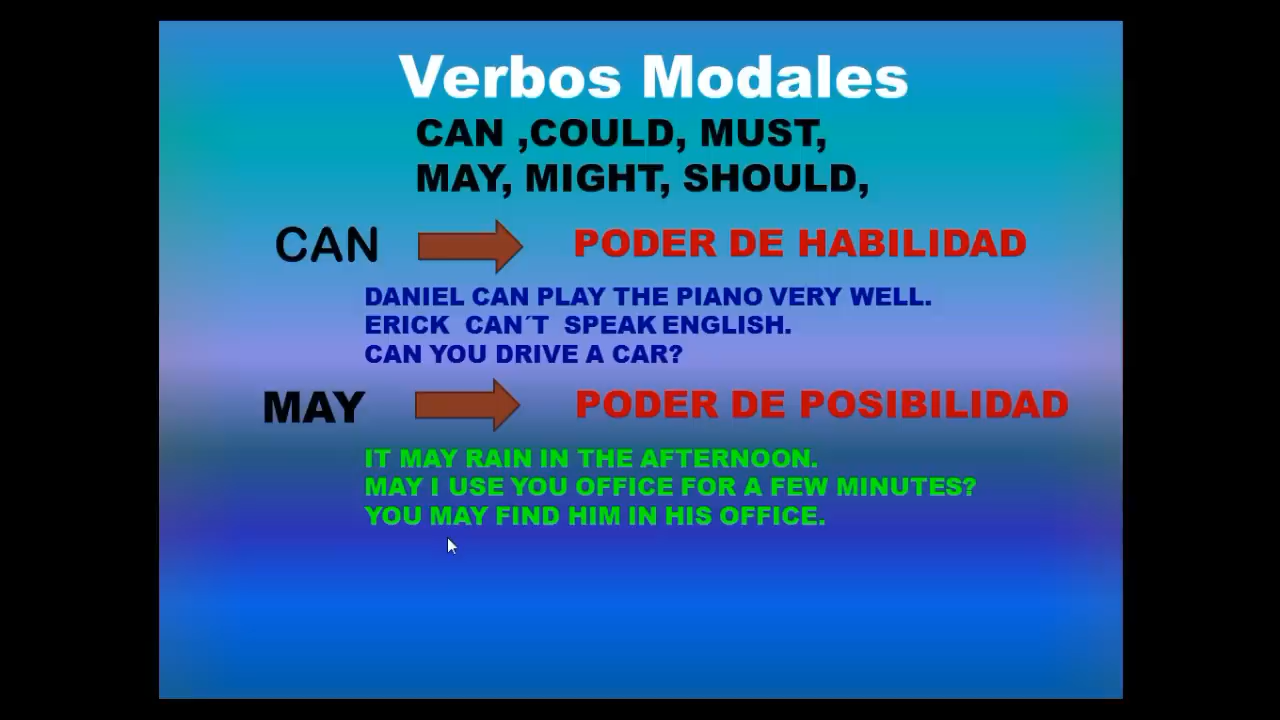 Verbos Modales
CAN ,COULD, MUST,
MAY, MIGHT, SHOULD,
CAN PODER DE HABILIDAD
DANIEL CAN PLAY THE PIANO VERY WELL.
ERICK CAN´T SPEAK ENGLISH.
CAN YOU DRIVE A CAR?
MAY PODER DE POSIBILIDAD
IT MAY RAIN IN THE AFTERNOON.
MAY I USE YOU OFFICE FOR A FEW MINUTES?
YOU MAY FIND HIM IN HIS OFFICE.